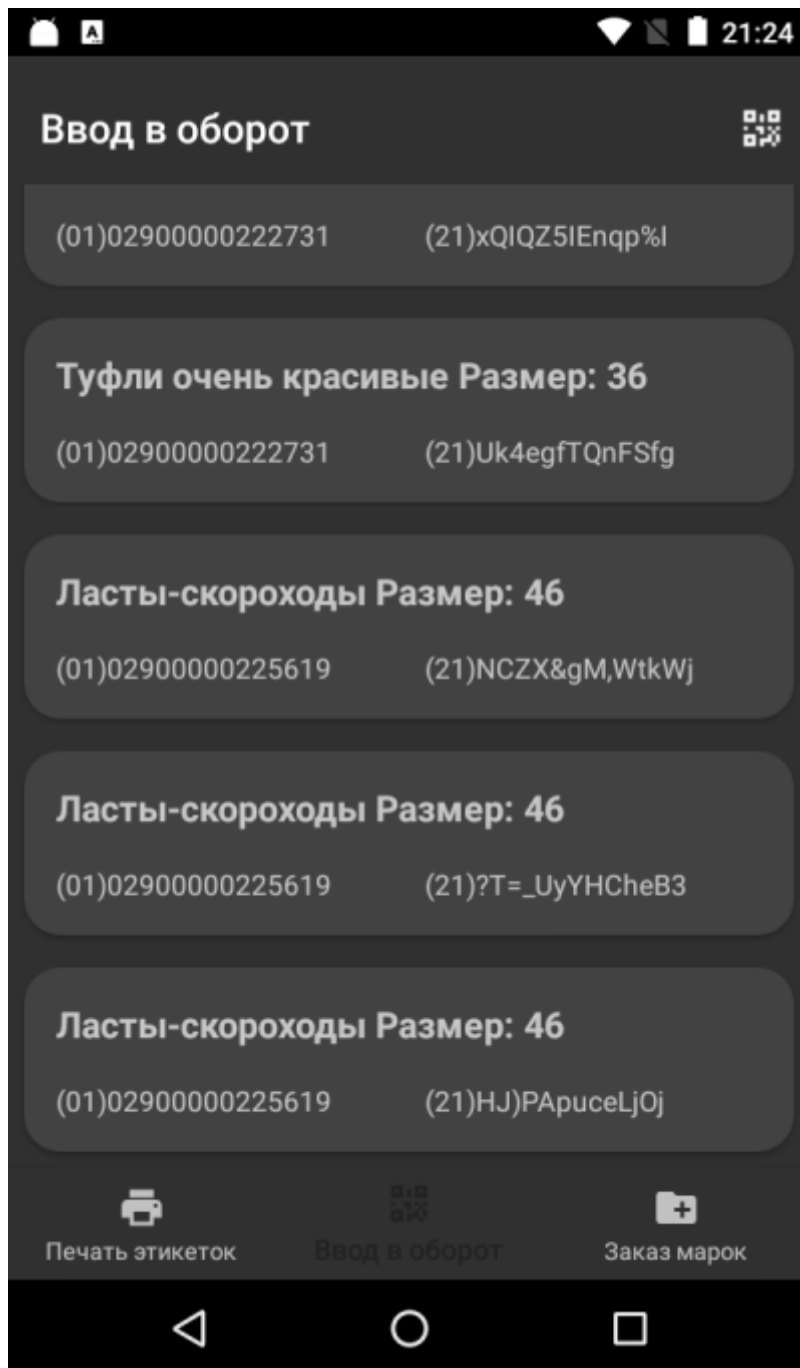 21:24
Ввод в оборот
(01)02900000222731 (21)xQIQZ5IEnqp%I
Туфли очень красивые Размер: 36
(01)02900000222731 (21)Uk4egfTQnFSfg
Ласты-скороходы Размер: 46
(01)02900000225619 (21)NCZX&gM,WtkWj
Ласты-скороходы Размер: 46
(01)02900000225619 (21)?T=_UyYHCheB3
Ласты-скороходы Размер: 46
(01)02900000225619 (21)HJ)PApuceLjOj
Печать этикеток Ввод в оборот Заказ марок